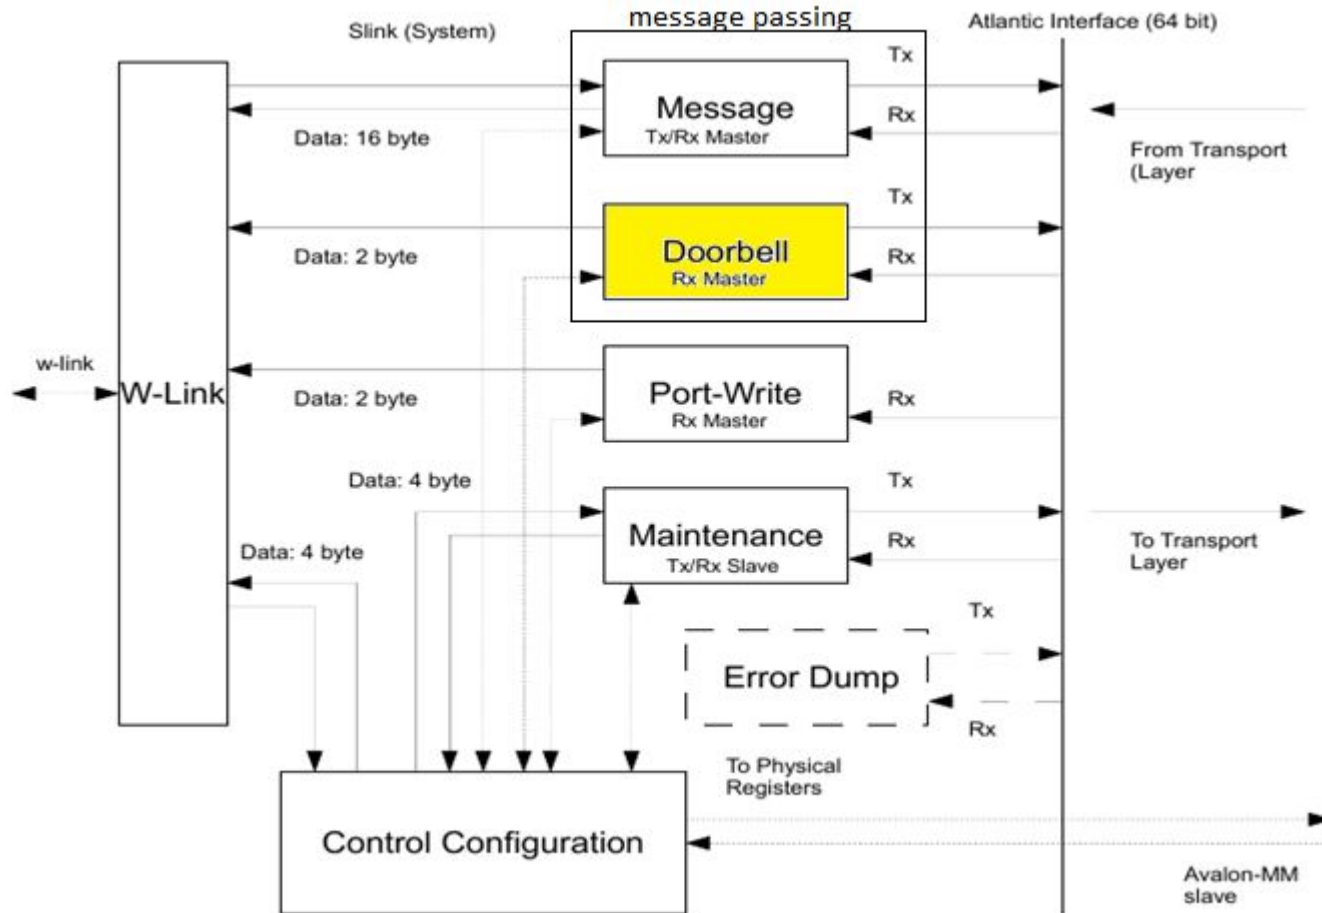 message passing
Slink (System)
Atlantic Interface (64 bit)
Tx
Message
Tx/Rx Master
Rx
Data: 16 byte
From Transport
(Layer
Tx
Doorbell
Rx Master
Rx
Data: 2 byte
w-link
W-Link
Port-Write
Rx Master
Rx
Data: 2 byte
Data: 4 byte
Tx
Maintenance
Tx/Rx Slave
Rx
To Transport
Layer
Data: 4 byte
Tx
Error Dump
Rx
To Physical
Registers
Control Configuration
Avalon-MM
slave